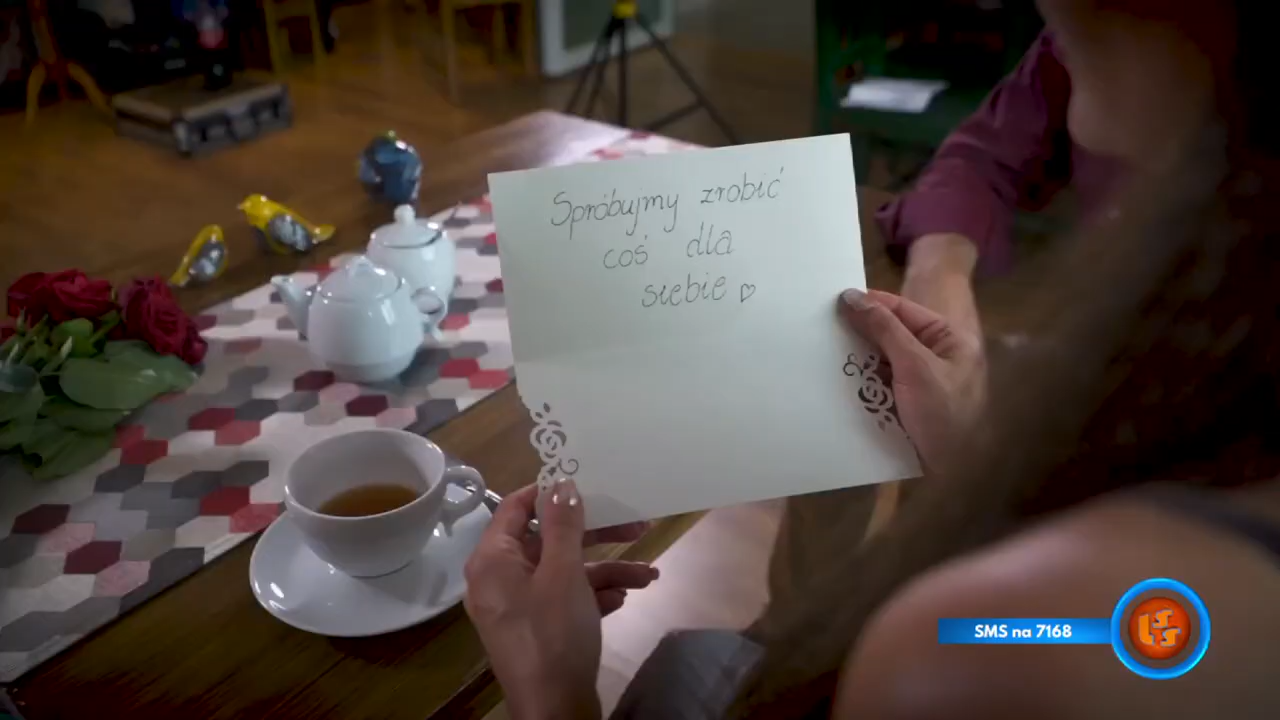 Spróbujmy zrobić
coś dla
siebie ♡
SMS na 7168